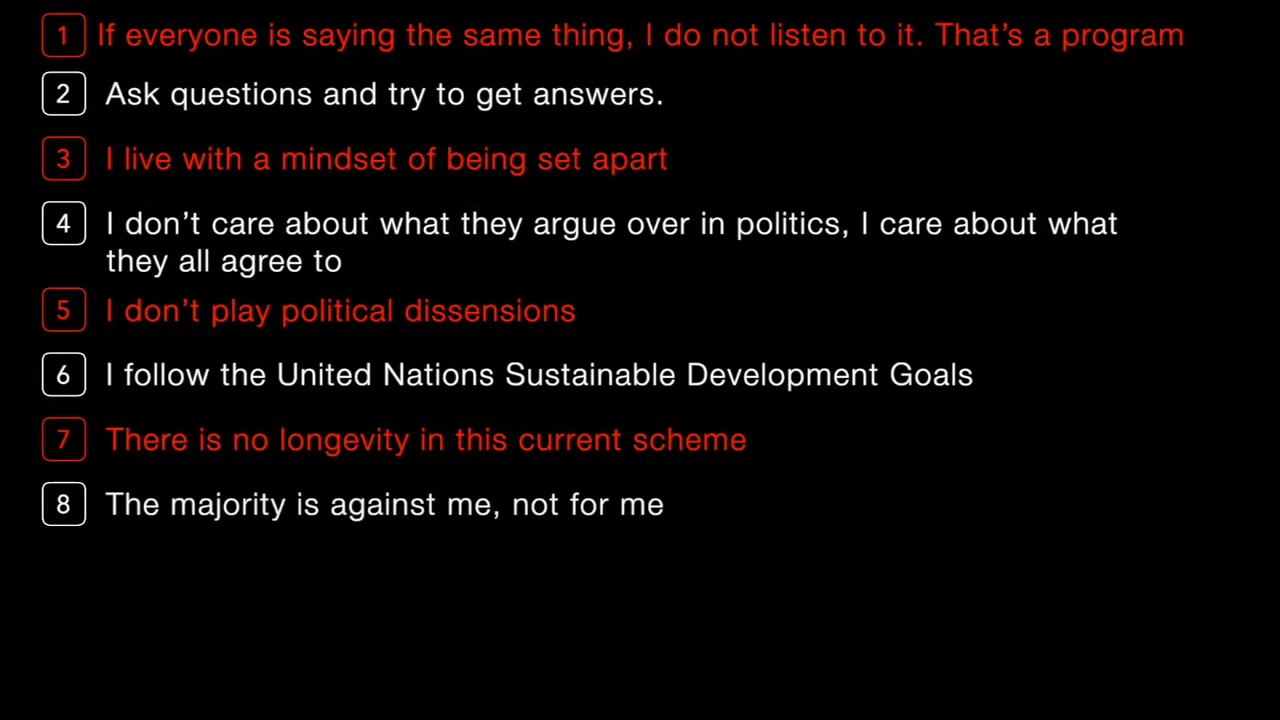 1 If everyone is saying the same thing, I do not listen to it. That's a program
2 Ask questions and try to get answers.
3 I live with a mindset of being set apart
4 I don't care about what they argue over in politics, I care about what
they all agree to
5 I don't play political dissensions
6 I follow the United Nations Sustainable Development Goals
7 There is no longevity in this current scheme
8 The majority is against me, not for me